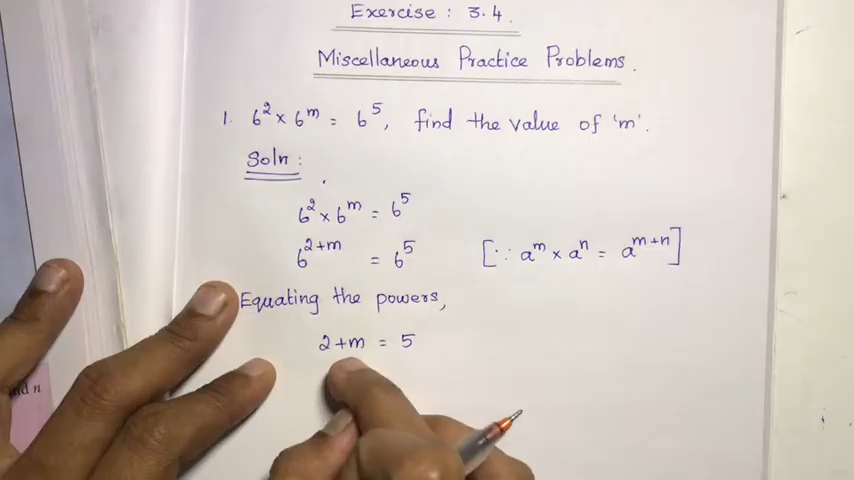 Exercise : 3.4.
Miscellaneous Practice Problems.
1. 6² × 6ᵐ = 6⁵, find the value of 'm'.
Soln :
6² × 6ᵐ = 6⁵
6²⁺ᵐ = 6⁵ [∵ aᵐ × aⁿ = aᵐ⁺ⁿ]
Equating the powers,
2+m = 5
n